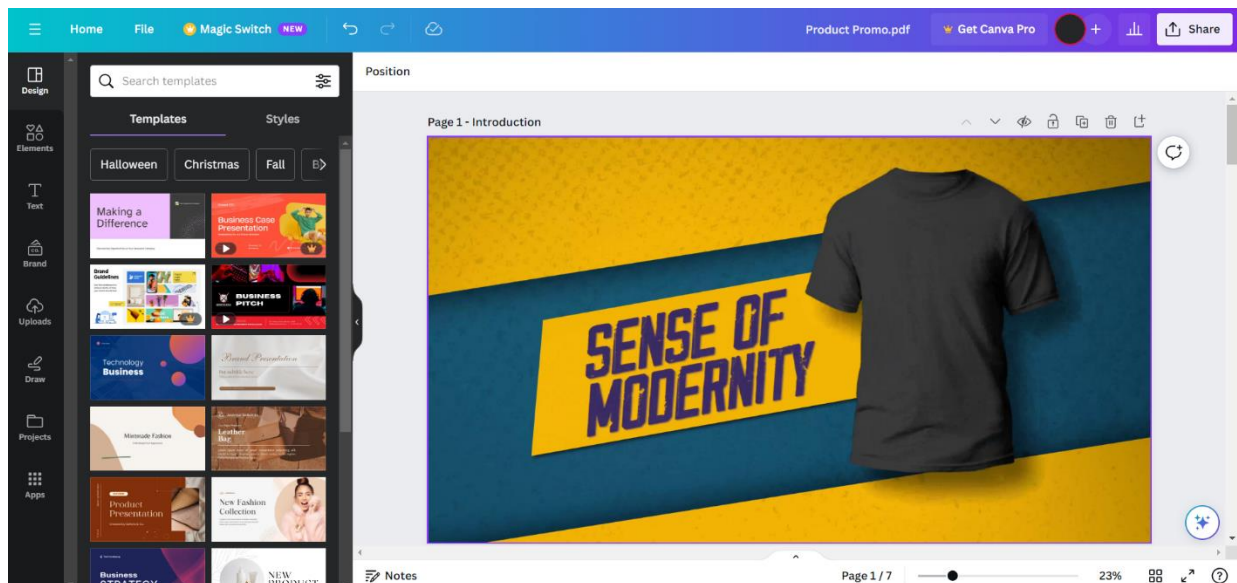 Home File Magic Switch NEW Product Promo.pdf Get Canva Pro + Share
Design
Elements
Text
Brand
Uploads
Draw
Projects
Apps
Search templates
Templates Styles
Halloween Christmas Fall B
Making a
Difference
Business Case
Presentation
Brand
Guidelines
BUSINESS
PITCH
Technology
Business
Brand Presentation
Minimade Fashion
Leather
Bag
Product
Presentation
New Fashion
Collection
Business
STRATEGY
NEW
PRODUCT
Position
Page 1 - Introduction
SENSE OF
MODERNITY
Notes Page 1 / 7 23%